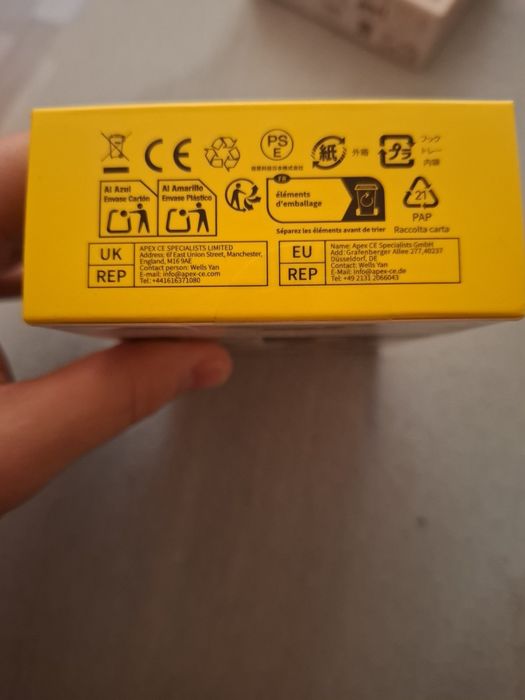 CE
PS
E
紙
外箱
プラ
フック
トレー
内袋
Al Azul
Envase Cartón
Al Amarillo
Envase Plástico
FR
éléments
d'emballage
Séparez les éléments avant de trier
21
PAP
Raccolta carta
UK
REP
APEX CE SPECIALISTS LIMITED
Address: 6f East Union Street, Manchester,
England, M16 9AE
Contact person: Wells Yan
E-mail: info@apex-ce.com
Tel: +441616371080
EU
REP
Name: Apex CE Specialists GmbH
Add: Grafenberger Allee 277,40237
Düsseldorf, DE
Contact: Wells Yan
E-Mail: info@apex-ce.de
Tel: +49 2131 2066043